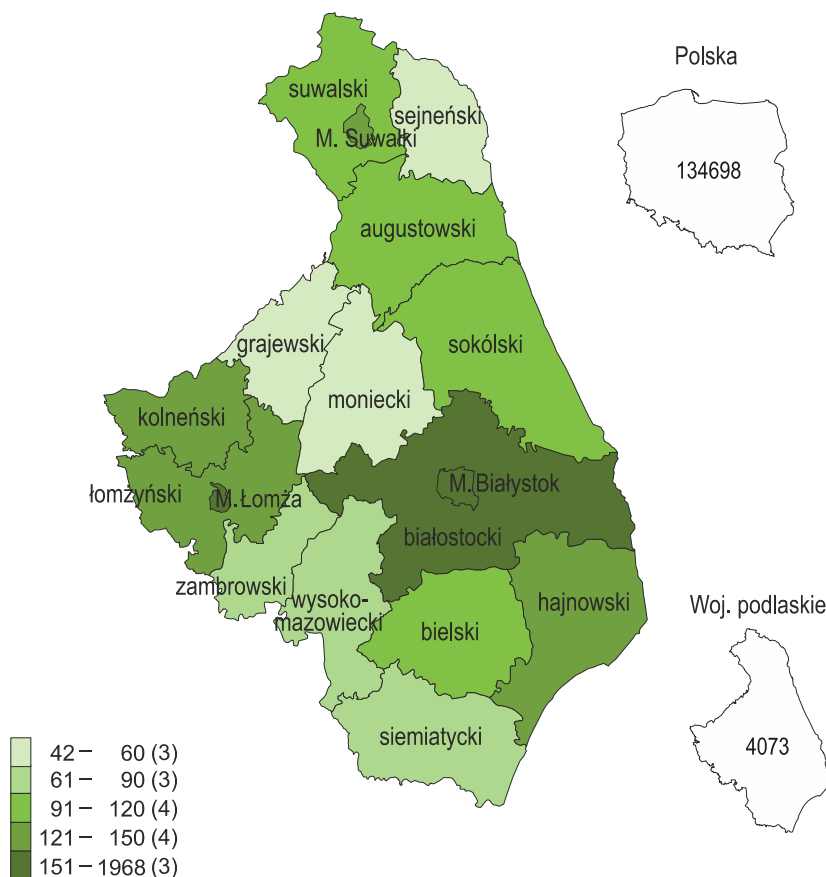 Polska
suwalski
sejneński
M. Suwałki
134698
augustowski
grajewski
sokólski
moniecki
kolneński
łomżyński
M.Łomża
M.Białystok
białostocki
zambrowski
wysoko-
mazowiecki
hajnowski
bielski
Woj. podlaskie
siemiatycki
4073
42 – 60 (3)
61 – 90 (3)
91 – 120 (4)
121 – 150 (4)
151 – 1968 (3)